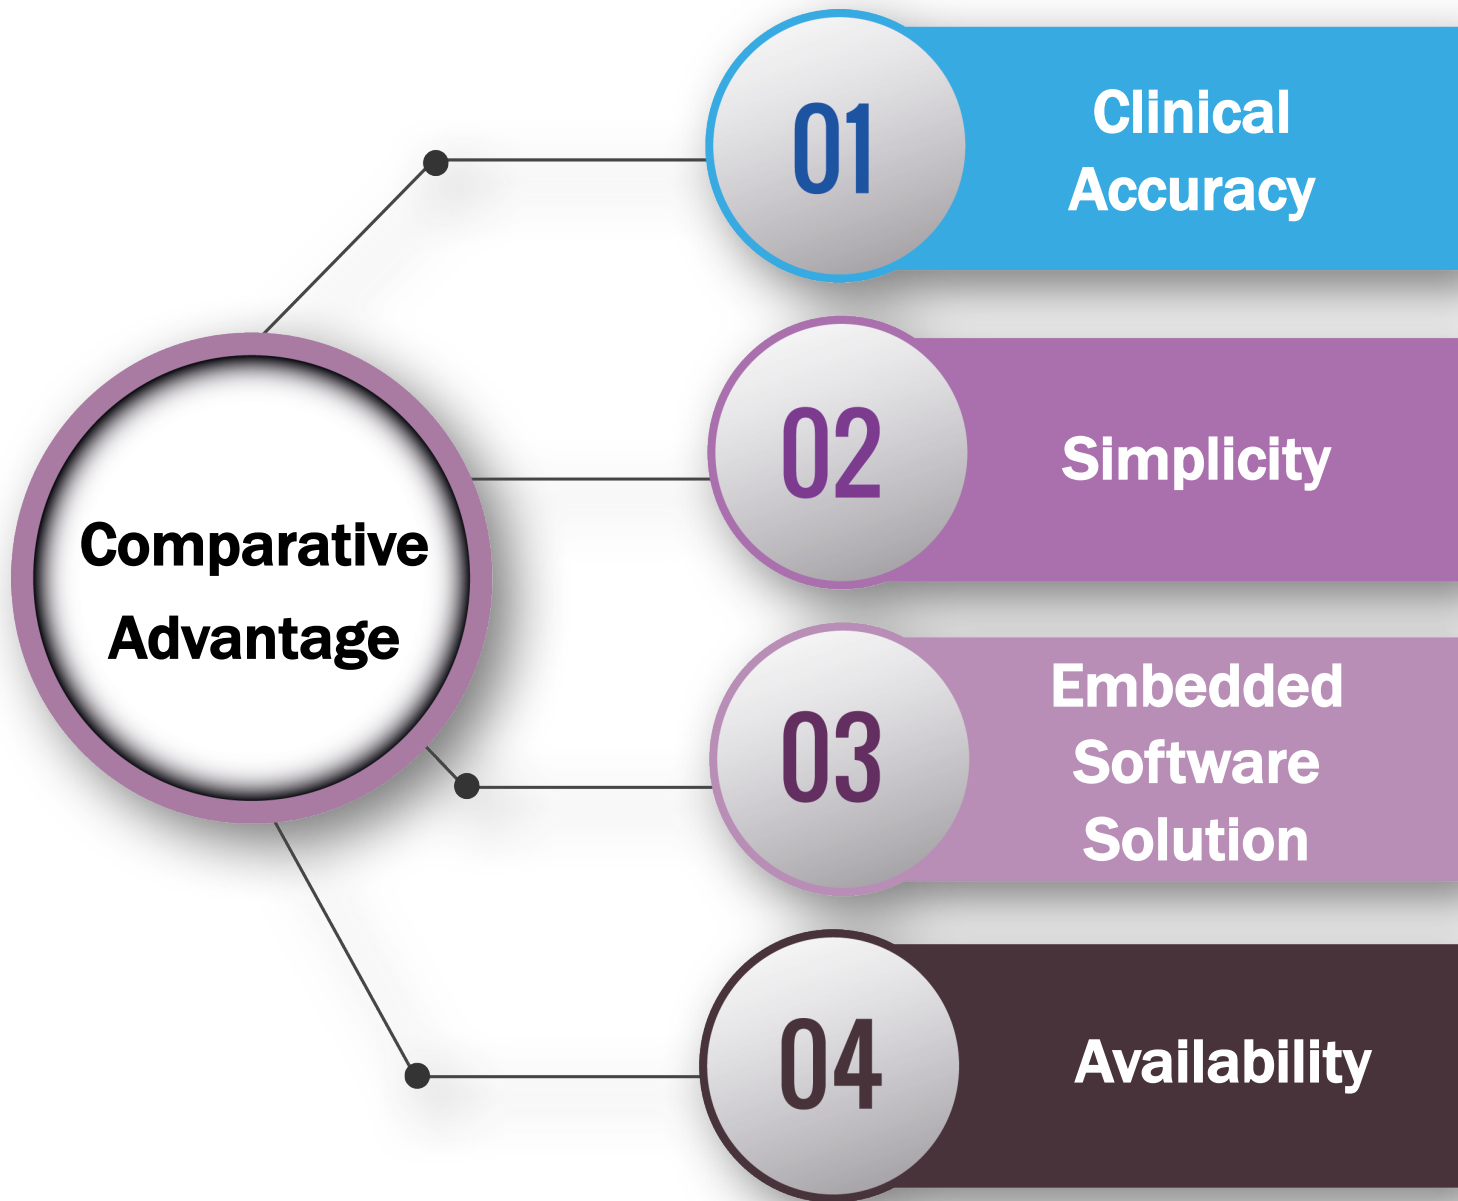 Comparative
Advantage
01
Clinical
Accuracy
02
Simplicity
03
Embedded
Software
Solution
04
Availability